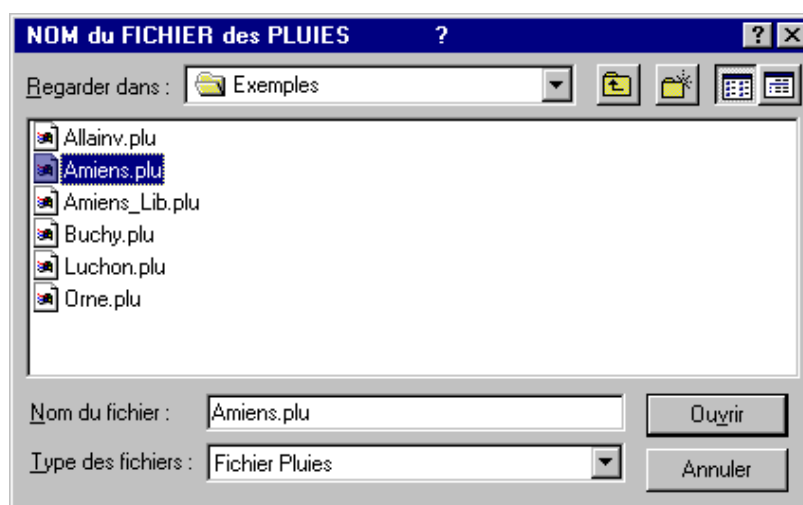 NOM du FICHIER des PLUIES ?
Regarder dans : Exemples
Allainv.plu
Amiens.plu
Amiens_Lib.plu
Buchy.plu
Luchon.plu
Orne.plu
Nom du fichier : Amiens.plu Ouvrir
Type des fichiers : Fichier Pluies Annuler